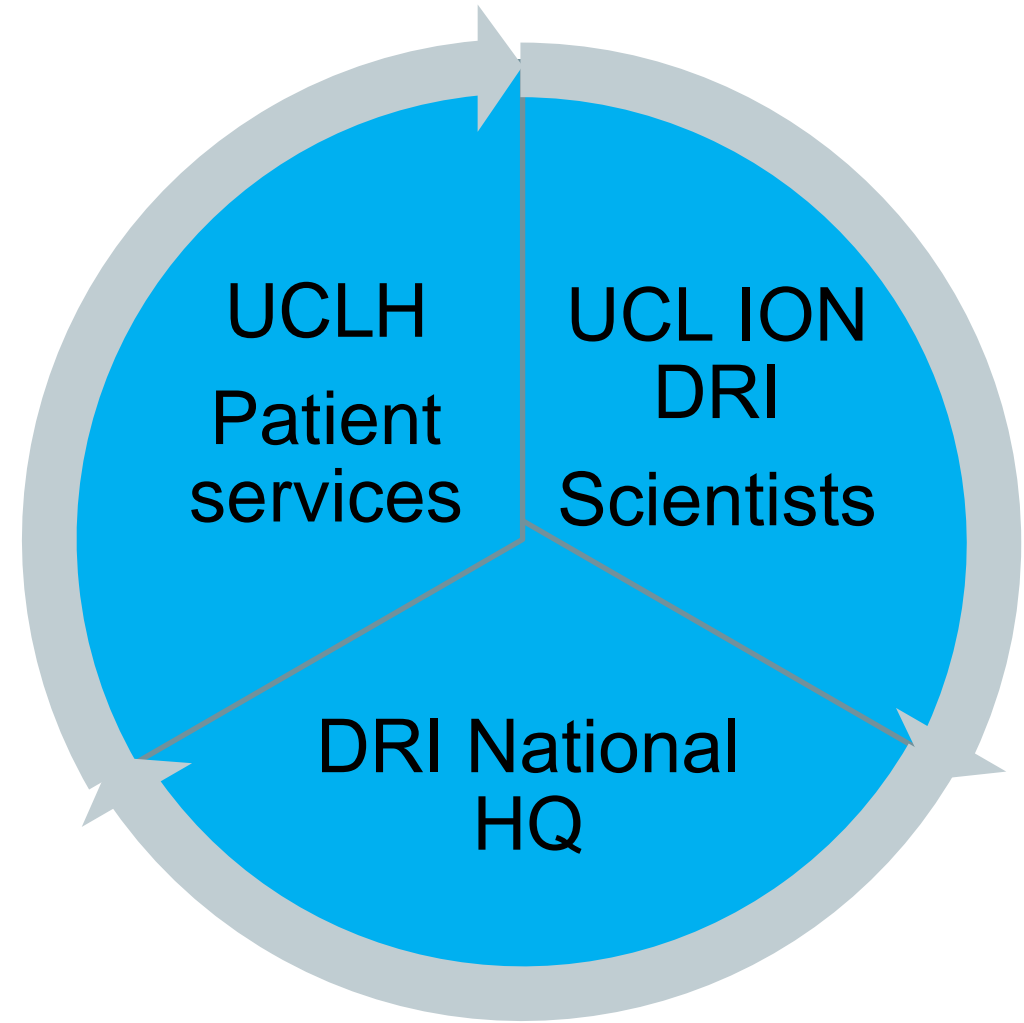 UCLH
Patient
services
UCL ION
DRI
Scientists
DRI National
HQ